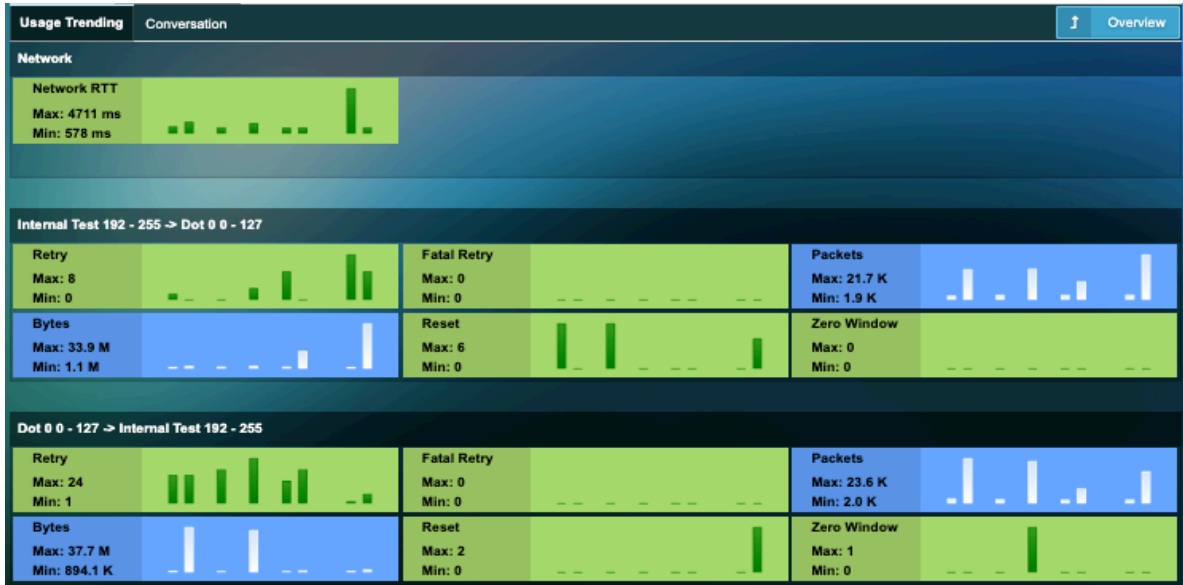 Usage Trending
Conversation
Overview
Network
Network RTT
Max: 4711 ms
Min: 578 ms
Internal Test 192 - 255 -> Dot 0 0 - 127
Retry
Max: 8
Min: 0
Fatal Retry
Max: 0
Min: 0
Packets
Max: 21.7 K
Min: 1.9 K
Bytes
Max: 33.9 M
Min: 1.1 M
Reset
Max: 6
Min: 0
Zero Window
Max: 0
Min: 0
Dot 0 0 - 127 -> Internal Test 192 - 255
Retry
Max: 24
Min: 1
Fatal Retry
Max: 0
Min: 0
Packets
Max: 23.6 K
Min: 2.0 K
Bytes
Max: 37.7 M
Min: 894.1 K
Reset
Max: 2
Min: 0
Zero Window
Max: 1
Min: 0